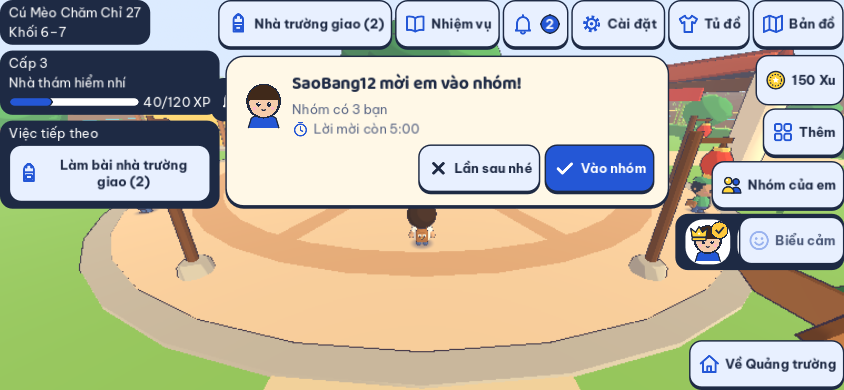 Cú Mèo Chăm Chỉ 27
Khối 6–7
Nhà trường giao (2)
Nhiệm vụ
2
Cài đặt
Tủ đồ
Bản đồ
Cấp 3
Nhà thám hiểm nhí
40/120 XP
Việc tiếp theo
Làm bài nhà trường
giao (2)
SaoBang12 mời em vào nhóm!
Nhóm có 3 bạn
Lời mời còn 5:00
Lần sau nhé
Vào nhóm
150 Xu
Thêm
Nhóm của em
Biểu cảm
Về Quảng trường